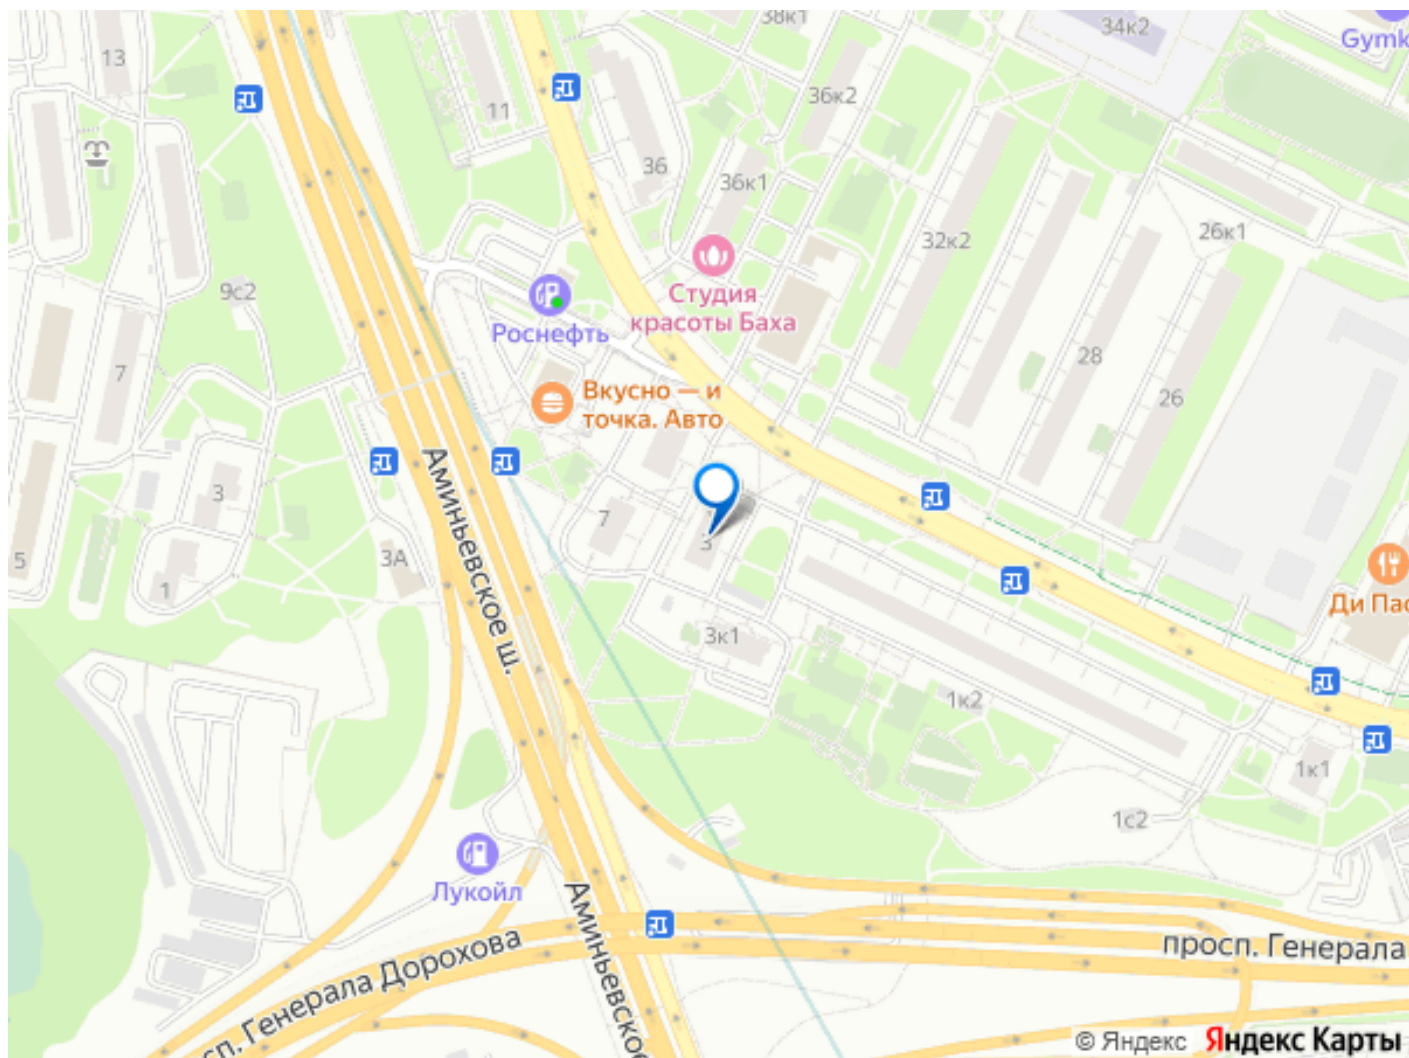 38к1
34к2
Gymk
13
11
36к2
36
36к1
32к2
26к1
9с2
Студия
красоты Баха
Роснефть
28
7
Вкусно — и
точка. Авто
26
Аминьевское ш.
3
7
3
5
3А
1
Ди Пас
3к1
1к2
1к1
1с2
Лукойл
Аминьевское
сп. Генерала Дорохова
просп. Генерала
© Яндекс Яндекс Карты